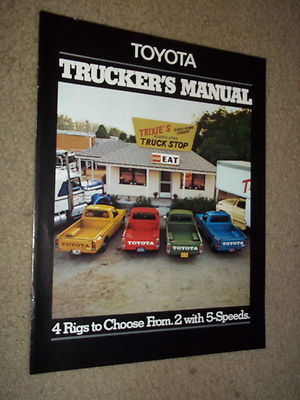 TOYOTA
TRUCKER'S MANUAL
TRIXIE'S
TRUCK STOP
EAT
TOYOTA
TOYOTA
TOYOTA
TOYOTA
4 Rigs to Choose From. 2 with 5-Speeds.